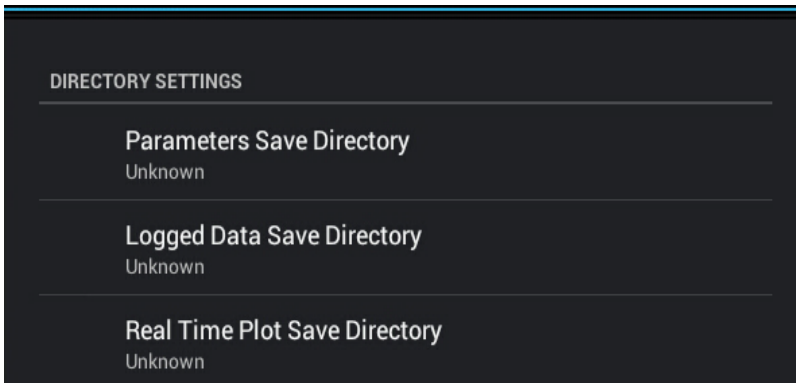 DIRECTORY SETTINGS
Parameters Save Directory
Unknown
Logged Data Save Directory
Unknown
Real Time Plot Save Directory
Unknown